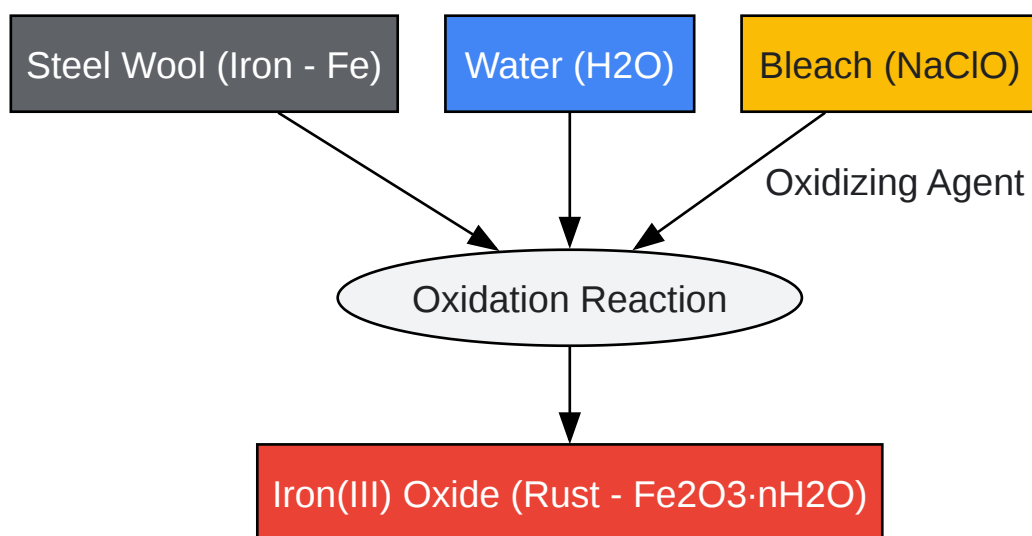 Steel Wool (Iron - Fe)
Water (H2O)
Bleach (NaClO)
Oxidizing Agent
Oxidation Reaction
Iron(III) Oxide (Rust - Fe2O3·nH2O)